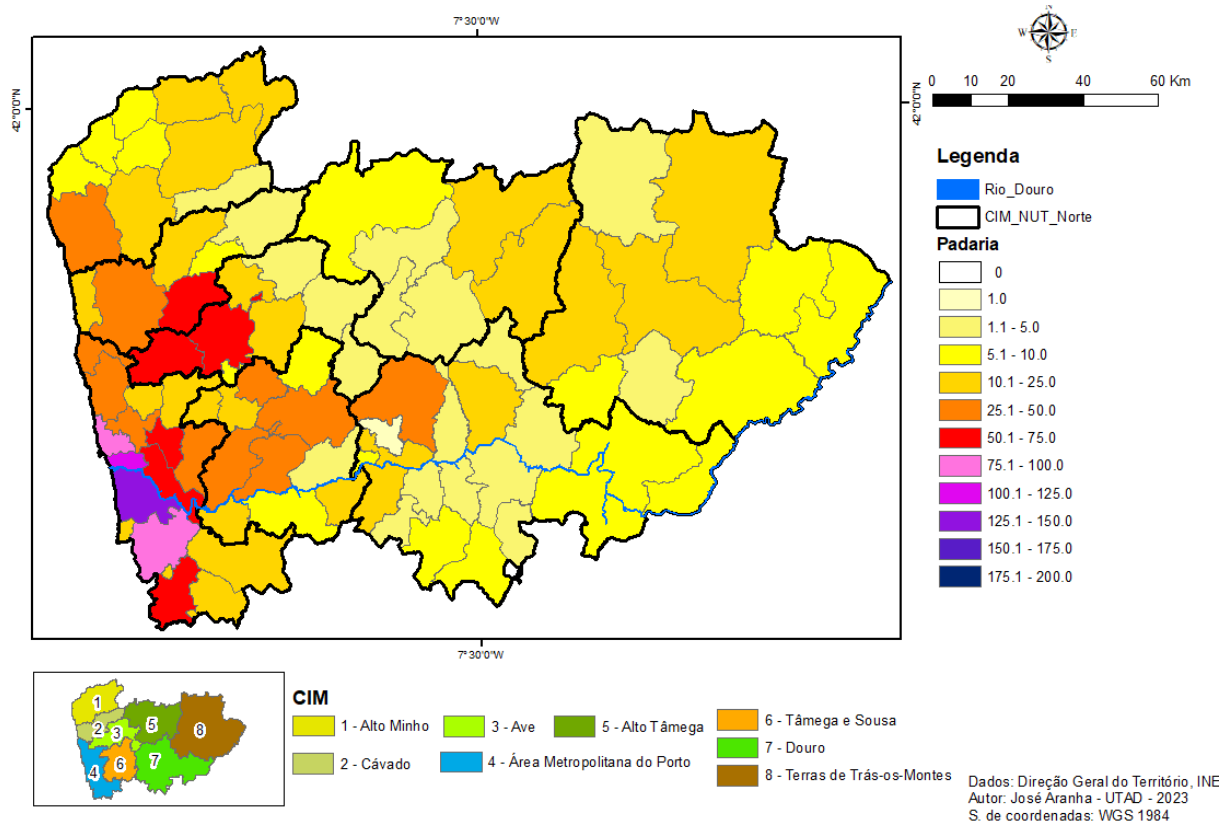 7°30'0"W
N
W
E
S
0 10 20 40 60 Km
42°0'0"N
42°0'0"N
Legenda
Rio_Douro
CIM_NUT_Norte
Padaria
0
1.0
1.1 - 5.0
5.1 - 10.0
10.1 - 25.0
25.1 - 50.0
50.1 - 75.0
75.1 - 100.0
100.1 - 125.0
125.1 - 150.0
150.1 - 175.0
175.1 - 200.0
7°30'0"W
1
2
3
4
5
6
7
8
CIM
1 - Alto Minho
3 - Ave
5 - Alto Tâmega
6 - Tâmega e Sousa
2 - Cávado
4 - Área Metropolitana do Porto
7 - Douro
8 - Terras de Trás-os-Montes
Dados: Direção Geral do Território, INE
Autor: José Aranha - UTAD - 2023
S. de coordenadas: WGS 1984